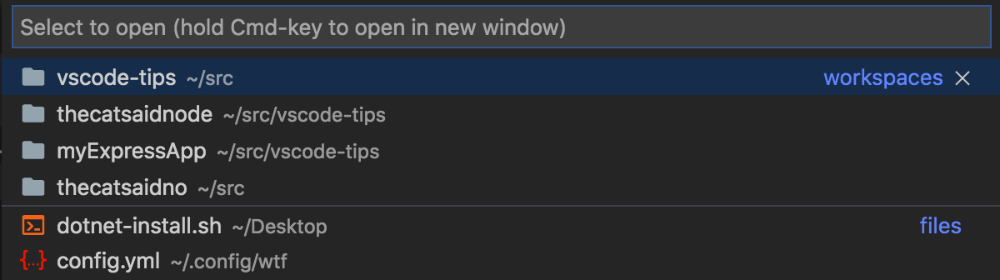 Select to open (hold Cmd-key to open in new window)
vscode-tips ~/src workspaces
thecatsaidnode ~/src/vscode-tips
myExpressApp ~/src/vscode-tips
thecatsaidno ~/src
dotnet-install.sh ~/Desktop files
config.yml ~/.config/wtf